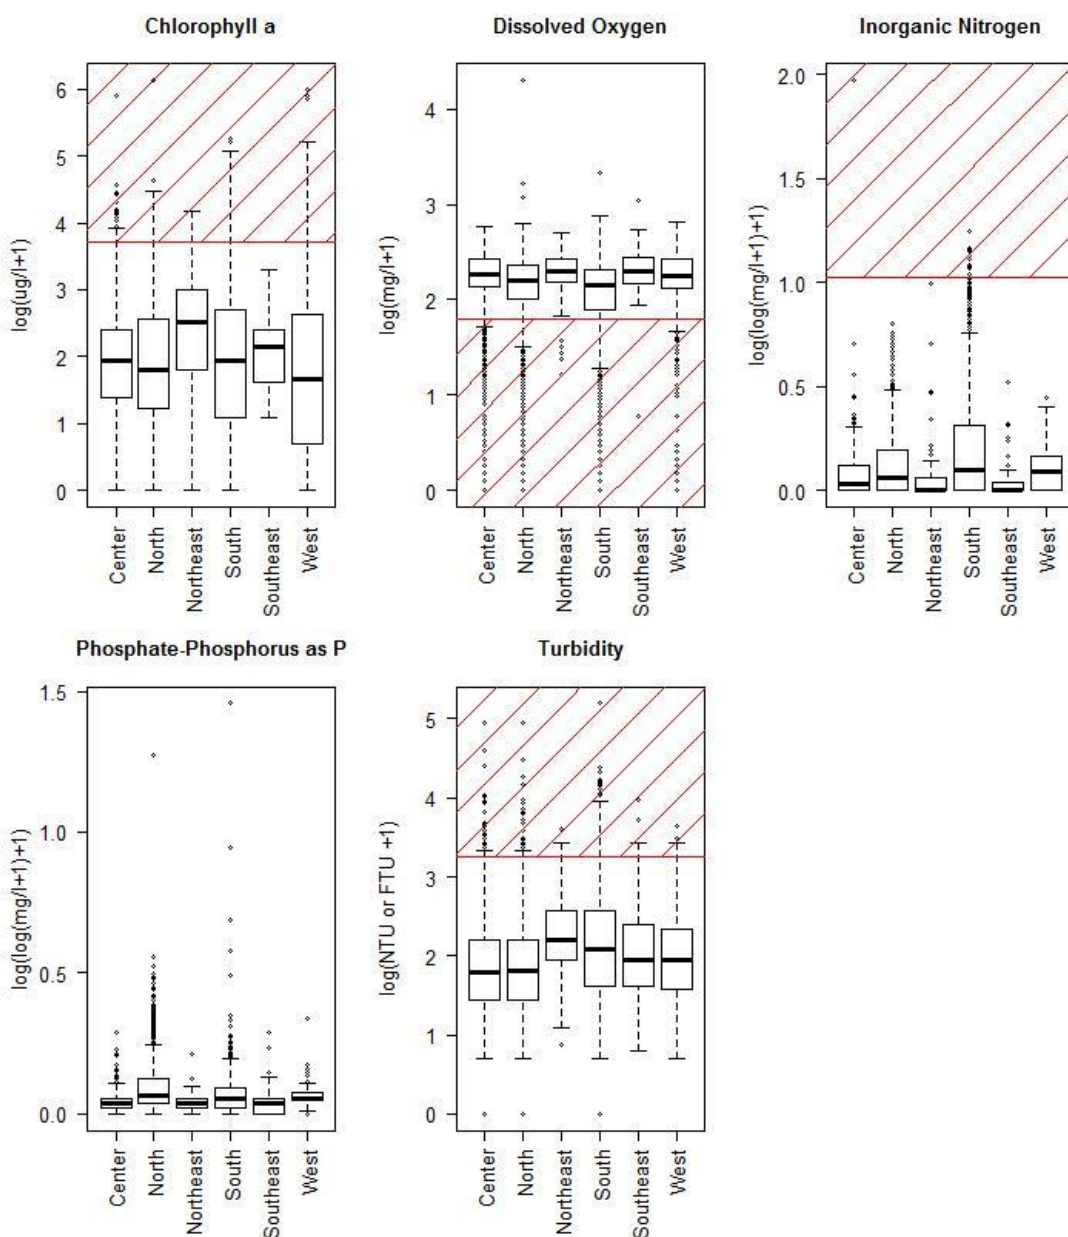 Chlorophyll a
log(ug/l+1)
6
5
4
3
2
1
0
Center
North
Northeast
South
Southeast
West
Dissolved Oxygen
log(mg/l+1)
4
3
2
1
0
Center
North
Northeast
South
Southeast
West
Inorganic Nitrogen
log(log(mg/l+1)+1)
2.0
1.5
1.0
0.5
0.0
Center
North
Northeast
South
Southeast
West
Phosphate-Phosphorus as P
log(log(mg/l+1)+1)
1.5
1.0
0.5
0.0
Center
North
Northeast
South
Southeast
West
Turbidity
log(NTU or FTU +1)
5
4
3
2
1
0
Center
North
Northeast
South
Southeast
West